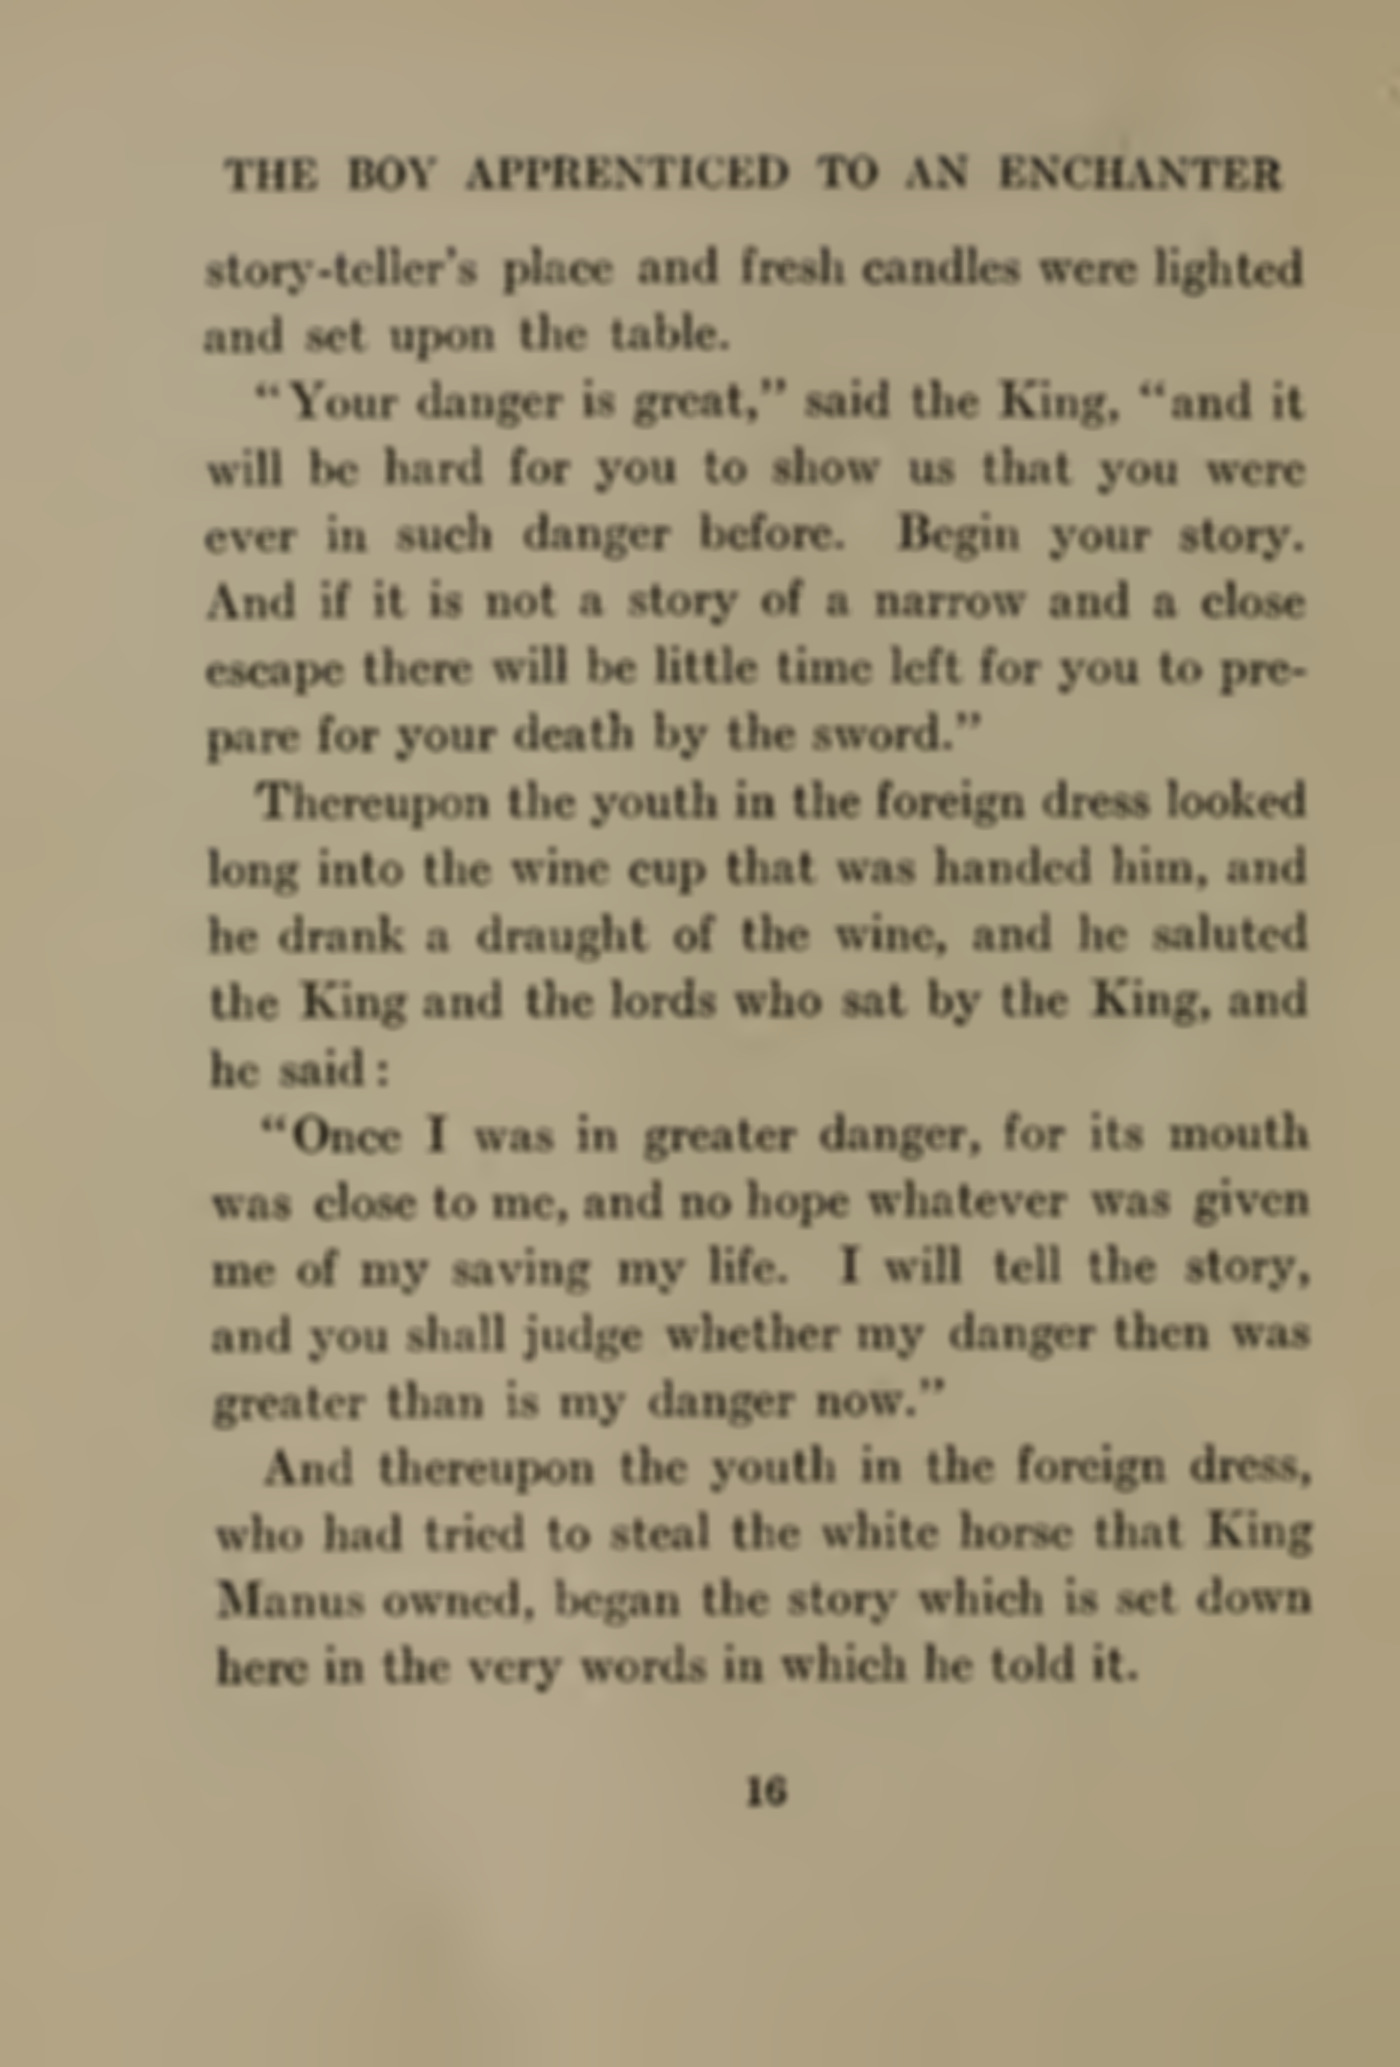 THE BOY APPRENTICED TO AN ENCHANTER
story-teller's place and fresh candles were lighted
and set upon the table.
"Your danger is great," said the King, "and it
will be hard for you to show us that you were
ever in such danger before. Begin your story.
And if it is not a story of a narrow and a close
escape there will be little time left for you to pre-
pare for your death by the sword."
Thereupon the youth in the foreign dress looked
long into the wine cup that was handed him, and
he drank a draught of the wine, and he saluted
the King and the lords who sat by the King, and
he said:
"Once I was in greater danger, for its mouth
was close to me, and no hope whatever was given
me of my saving my life. I will tell the story,
and you shall judge whether my danger then was
greater than is my danger now."
And thereupon the youth in the foreign dress,
who had tried to steal the white horse that King
Manus owned, began the story which is set down
here in the very words in which he told it.
16